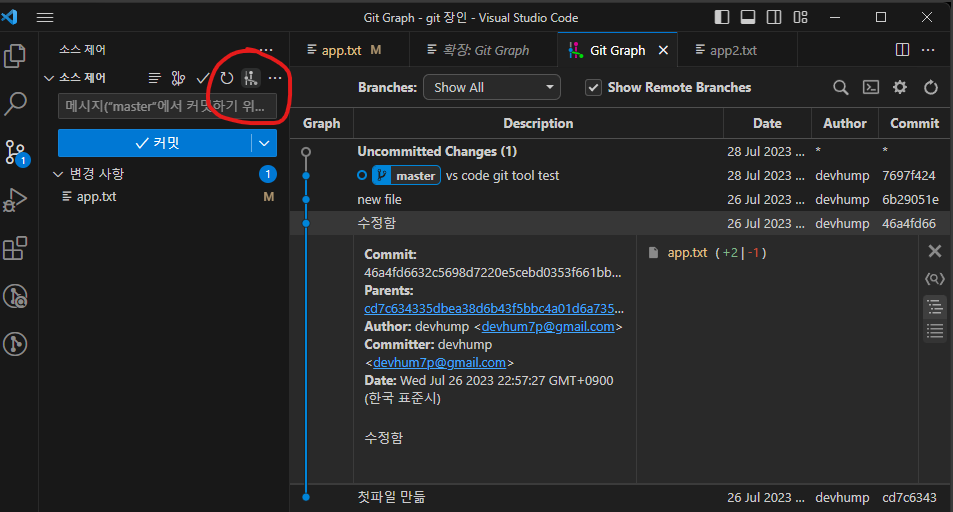 Git Graph - git 장인 - Visual Studio Code
소스 제어
app.txt M
확장: Git Graph
Git Graph
app2.txt
소스 제어
메시지("master"에서 커밋하기 위...
커밋
변경 사항 1
app.txt M
1
Branches: Show All Show Remote Branches
Graph Description Date Author Commit
Uncommitted Changes (1) 28 Jul 2023 ... * *
master vs code git tool test 28 Jul 2023 ... devhump 7697f424
new file 26 Jul 2023 ... devhump 6b29051e
수정함 26 Jul 2023 ... devhump 46a4fd66
Commit:
46a4fd6632c5698d7220e5cebd0353f661bb...
Parents:
cd7c634335dbea38d6b43f5bbc4a01d6a735...
Author: devhump <devhum7p@gmail.com>
Committer: devhump
<devhum7p@gmail.com>
Date: Wed Jul 26 2023 22:57:27 GMT+0900
(한국 표준시)
수정함
app.txt (+2|-1)
첫파일 만듦 26 Jul 2023 ... devhump cd7c6343